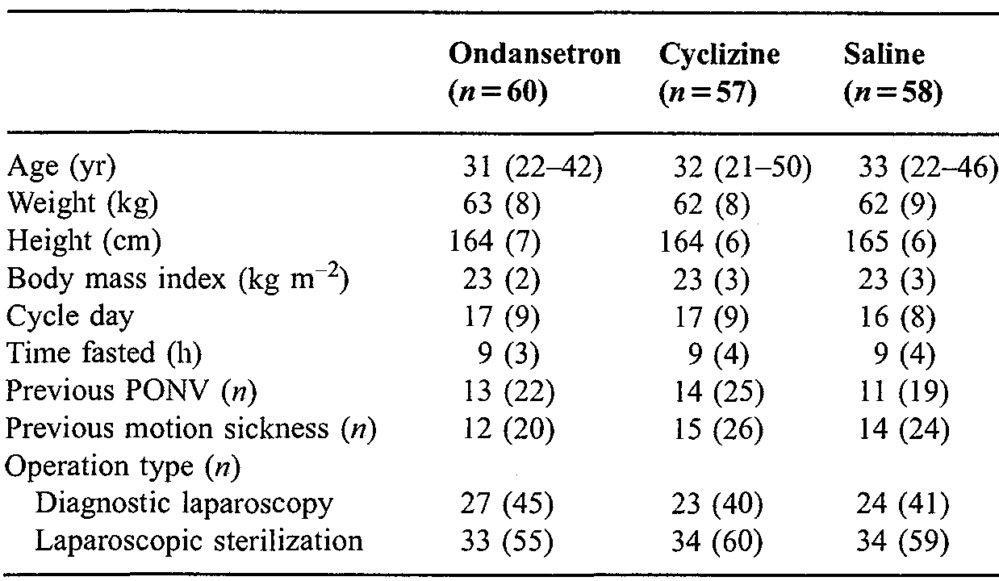 Ondansetron Cyclizine Saline
(n=60) (n=57) (n=58)
Age (yr) 31 (22–42) 32 (21–50) 33 (22–46)
Weight (kg) 63 (8) 62 (8) 62 (9)
Height (cm) 164 (7) 164 (6) 165 (6)
Body mass index (kg m⁻²) 23 (2) 23 (3) 23 (3)
Cycle day 17 (9) 17 (9) 16 (8)
Time fasted (h) 9 (3) 9 (4) 9 (4)
Previous PONV (n) 13 (22) 14 (25) 11 (19)
Previous motion sickness (n) 12 (20) 15 (26) 14 (24)
Operation type (n)
Diagnostic laparoscopy 27 (45) 23 (40) 24 (41)
Laparoscopic sterilization 33 (55) 34 (60) 34 (59)